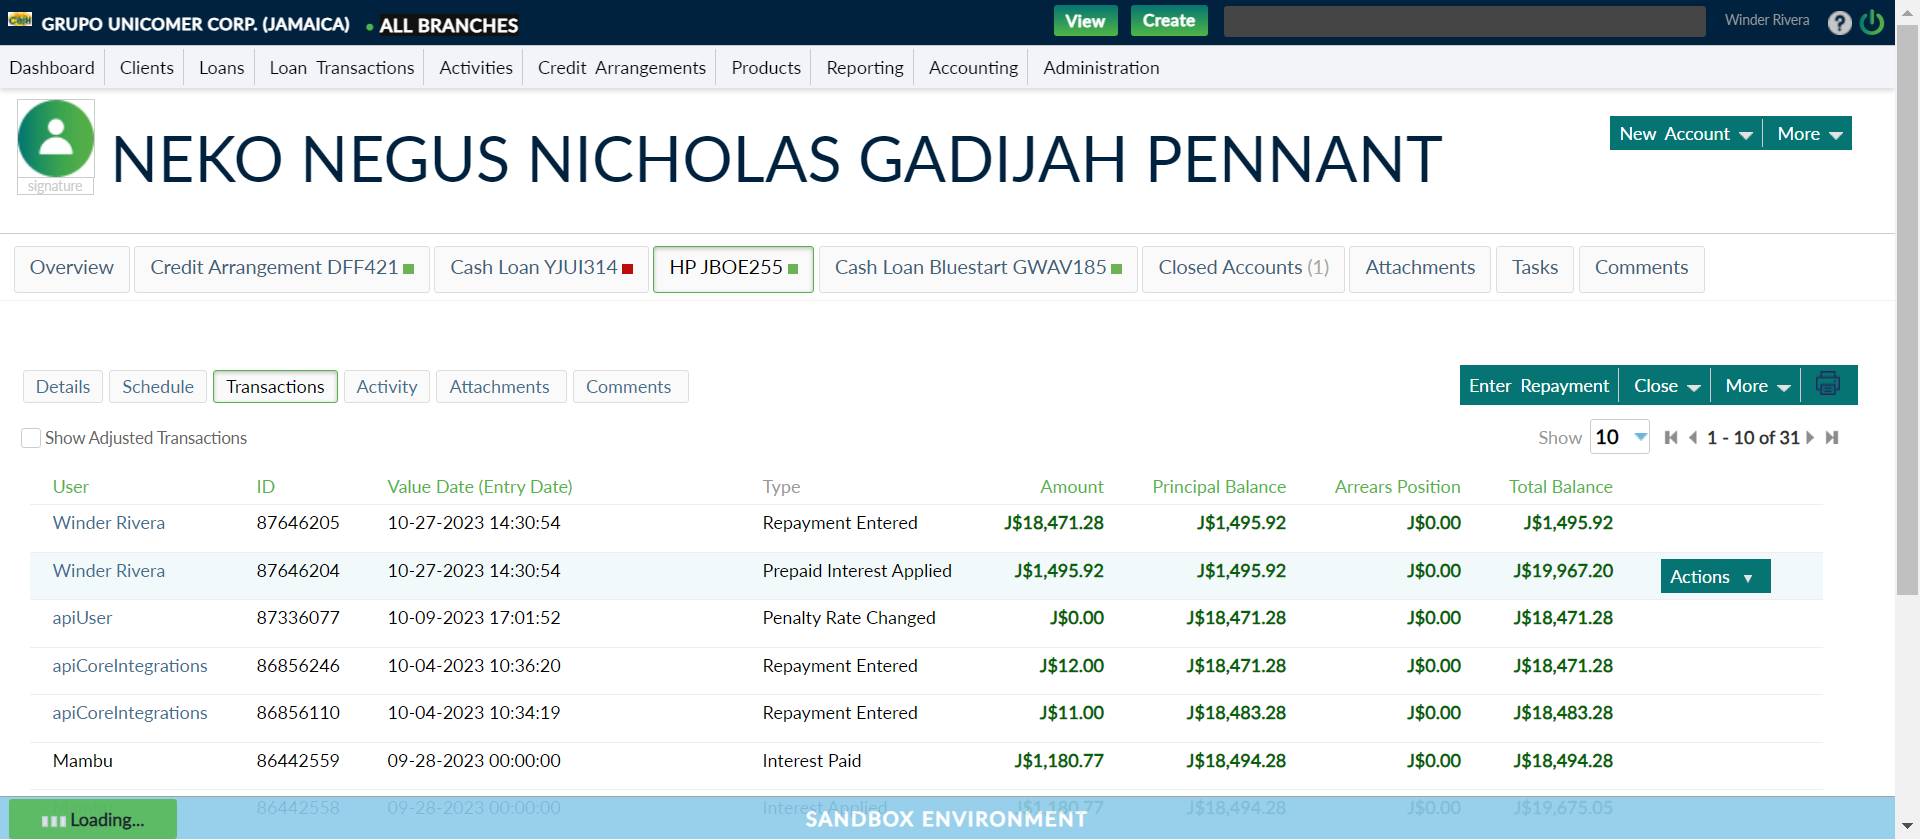 Cash GRUPO UNICOMER CORP. (JAMAICA) • ALL BRANCHES View Create Winder Rivera ?
Dashboard Clients Loans Loan Transactions Activities Credit Arrangements Products Reporting Accounting Administration
NEKO NEGUS NICHOLAS GADIJAH PENNANT
New Account More
signature
Overview Credit Arrangement DFF421 Cash Loan YJUI314 HP JBOE255 Cash Loan Bluestart GWAV185 Closed Accounts (1) Attachments Tasks Comments
Details Schedule Transactions Activity Attachments Comments Enter Repayment Close More
Show Adjusted Transactions Show 10 1 - 10 of 31
User ID Value Date (Entry Date) Type Amount Principal Balance Arrears Position Total Balance
Winder Rivera 87646205 10-27-2023 14:30:54 Repayment Entered J$18,471.28 J$1,495.92 J$0.00 J$1,495.92
Winder Rivera 87646204 10-27-2023 14:30:54 Prepaid Interest Applied J$1,495.92 J$1,495.92 J$0.00 J$19,967.20 Actions ▼
apiUser 87336077 10-09-2023 17:01:52 Penalty Rate Changed J$0.00 J$18,471.28 J$0.00 J$18,471.28
apiCoreIntegrations 86856246 10-04-2023 10:36:20 Repayment Entered J$12.00 J$18,471.28 J$0.00 J$18,471.28
apiCoreIntegrations 86856110 10-04-2023 10:34:19 Repayment Entered J$11.00 J$18,483.28 J$0.00 J$18,483.28
Mambu 86442559 09-28-2023 00:00:00 Interest Paid J$1,180.77 J$18,494.28 J$0.00 J$18,494.28
Mambu 86442558 09-28-2023 00:00:00 Interest Applied J$1,180.77 J$18,494.28 J$0.00 J$19,675.05
Loading... SANDBOX ENVIRONMENT